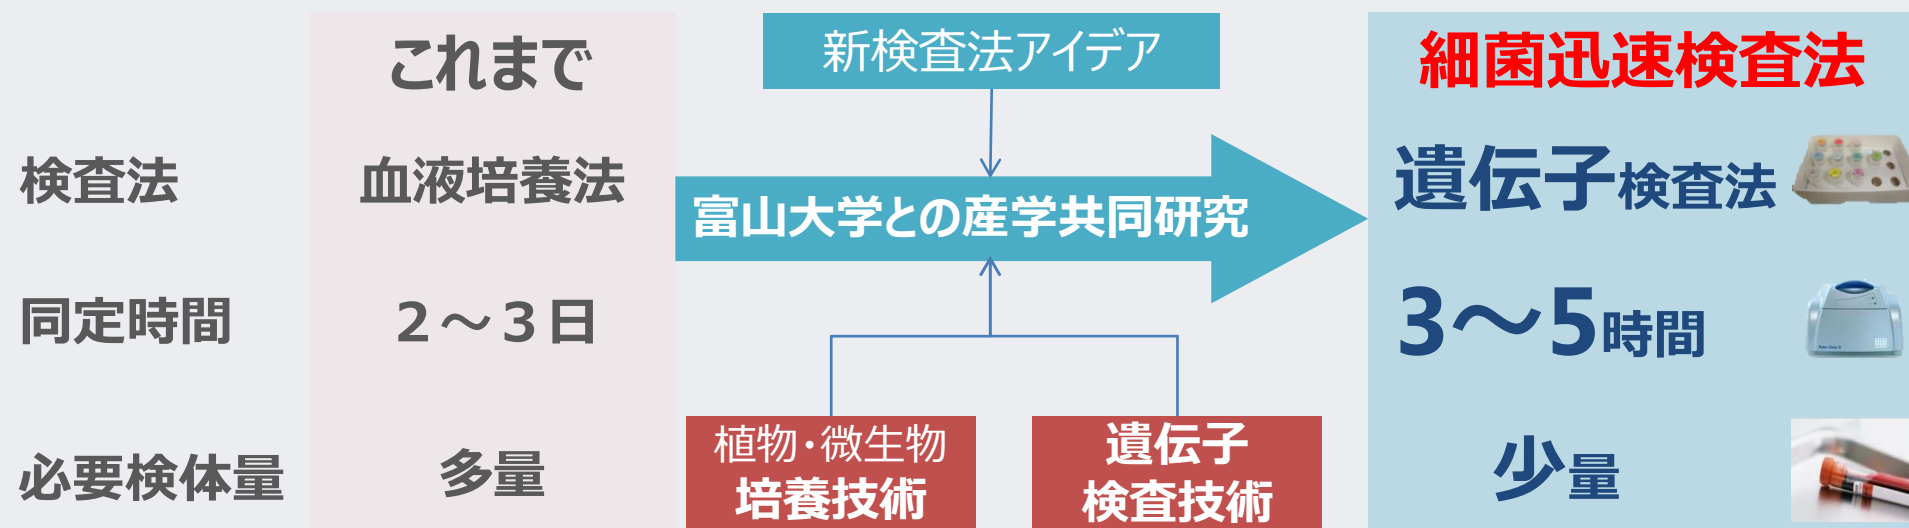 これまで
新検査法アイデア
細菌迅速検査法
検査法
血液培養法
富山大学との産学共同研究
遺伝子検査法
同定時間
２～３日
3～5時間
必要検体量
多量
植物・微生物
培養技術
遺伝子
検査技術
少量